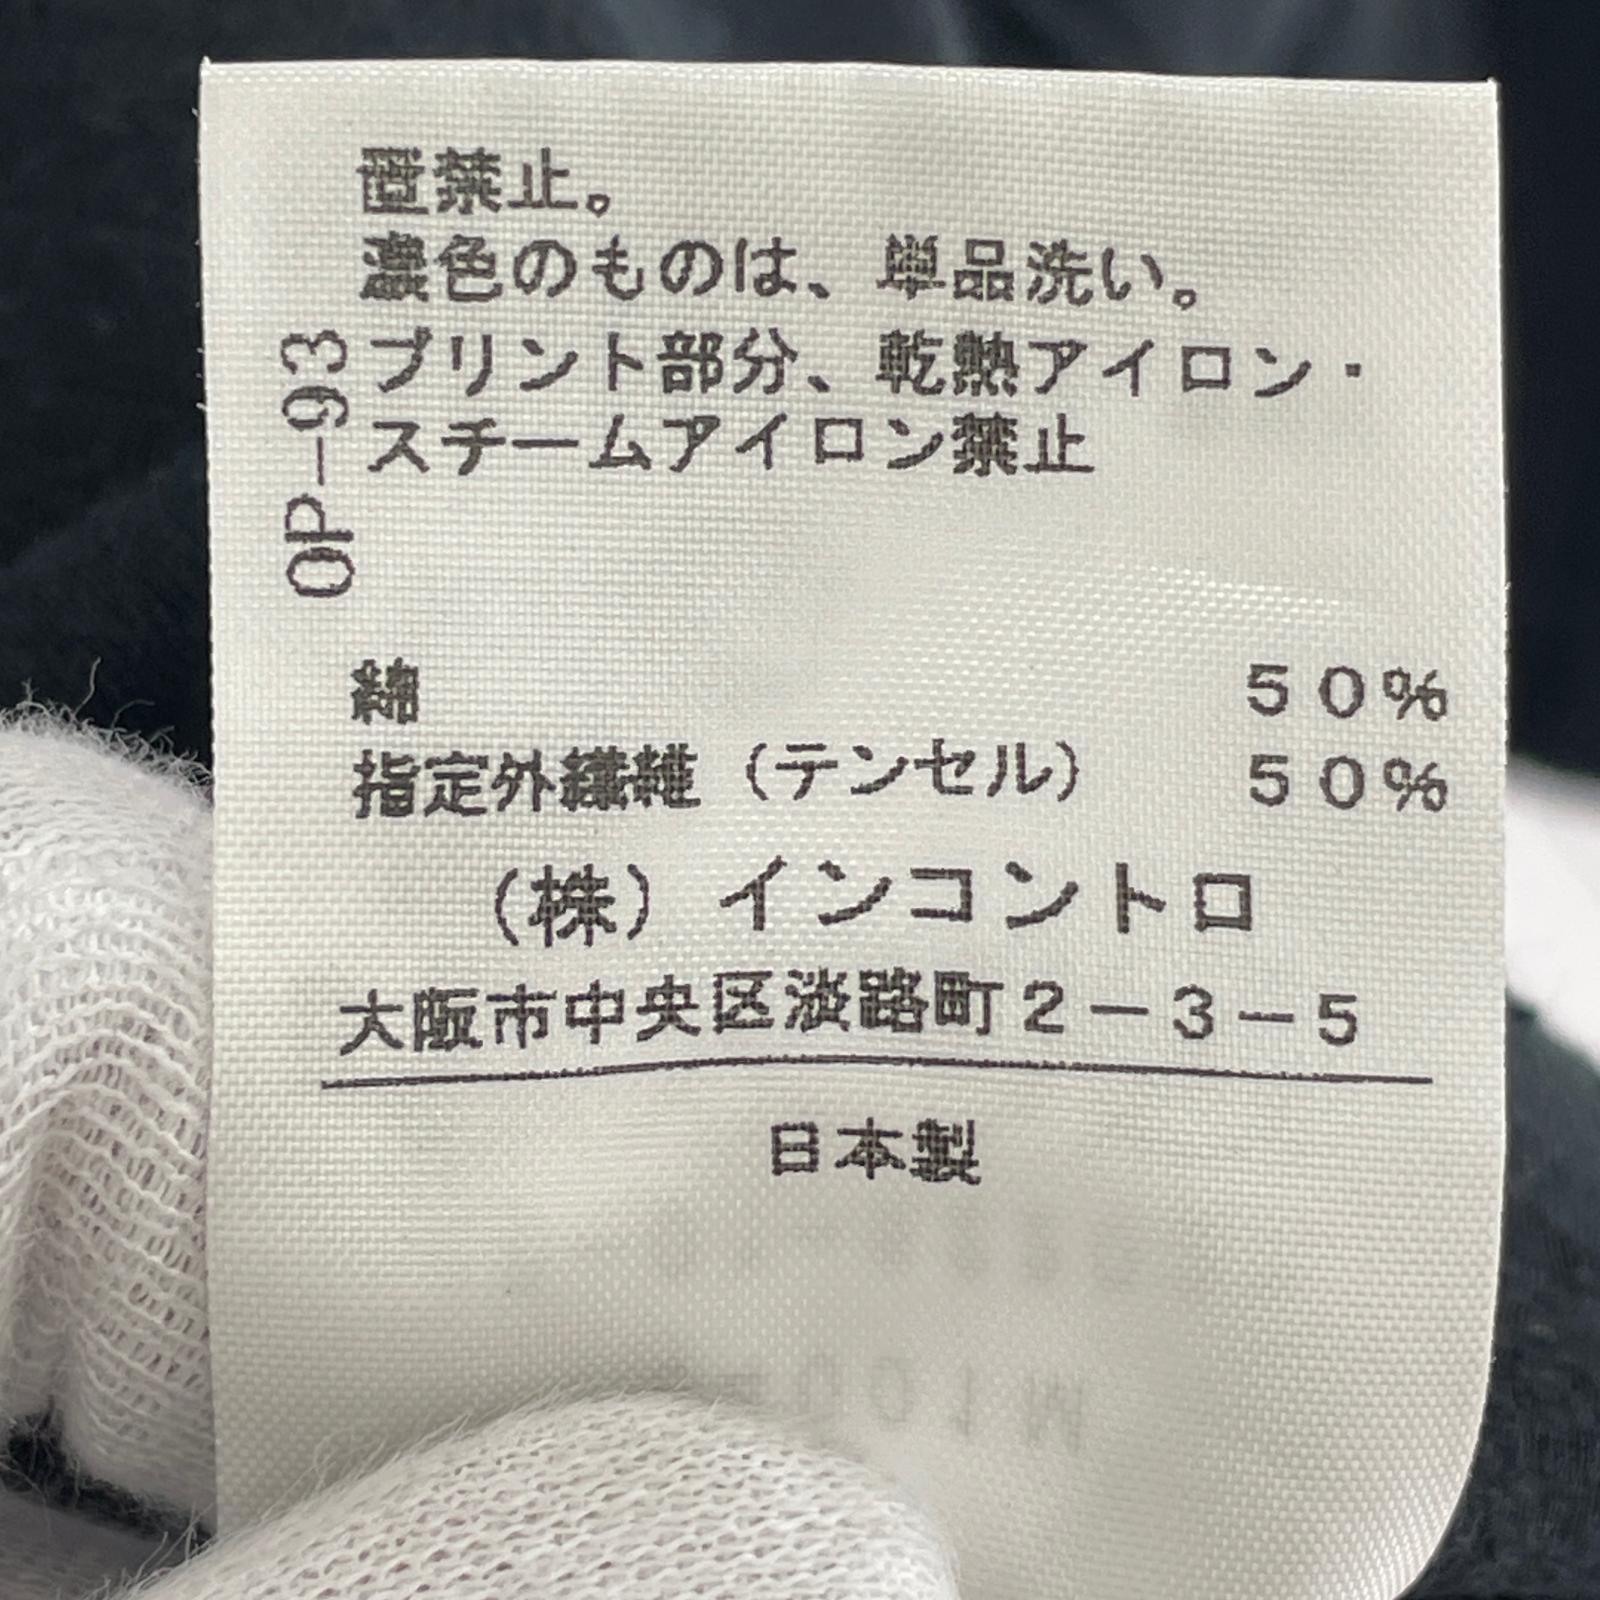 置禁止。
濃色のものは、単品洗い。
プリント部分、乾熱アイロン・
スチームアイロン禁止
OP-93
綿 50%
指定外繊維（テンセル） 50%
（株）インコントロ
大阪市中央区淡路町2-3-5
日本製